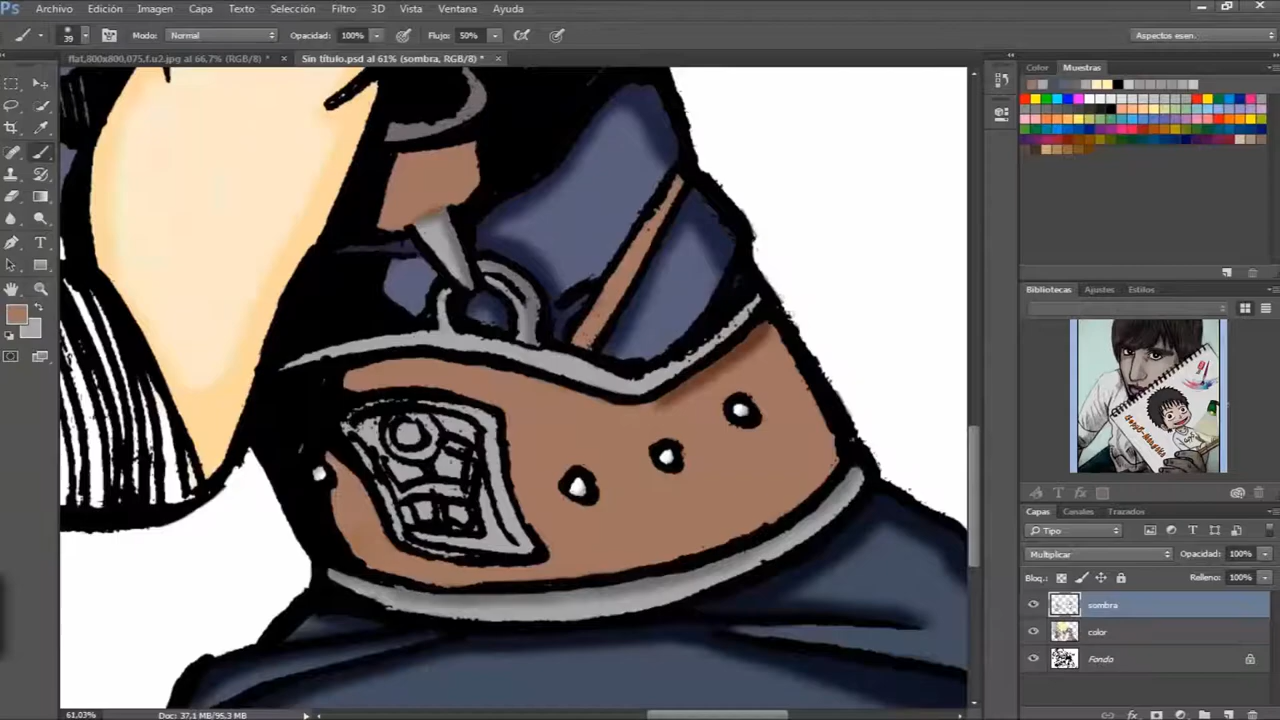 Ps Archivo Edición Imagen Capa Texto Selección Filtro 3D Vista Ventana Ayuda
39 Modo: Normal Opacidad: 100% Flujo: 50% Aspectos esen.
flat,800x800,075,f.u2.jpg al 66,7% (RGB/8) * × Sin título.psd al 61% (sombra, RGB/8) * ×
Color Muestras
Bibliotecas Ajustes Estilos
Capas Canales Trazados
Tipo
Multiplicar Opacidad: 100%
Bloq.: Relleno: 100%
sombra
color
Fondo
61,03% Doc: 37,1 MB/95,3 MB